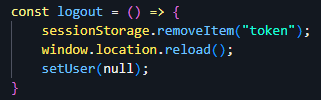 const logout = () => {
    sessionStorage.removeItem("token");
    window.location.reload();
    setUser(null);
}